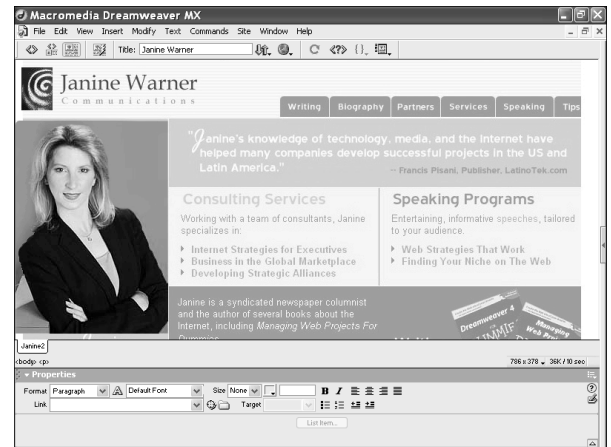 Macromedia Dreamweaver MX
File Edit View Insert Modify Text Commands Site Window Help
Title: Janine Warner
Janine Warner
Communications
Writing Biography Partners Services Speaking Tips
"Janine's knowledge of technology, media, and the Internet have
helped many companies develop successful projects in the US and
Latin America."
-- Francis Pisani, Publisher, LatinoTek.com
Consulting Services
Working with a team of consultants, Janine
specializes in:
Internet Strategies for Executives
Business in the Global Marketplace
Developing Strategic Alliances
Speaking Programs
Entertaining, informative speeches, tailored
to your audience.
Web Strategies That Work
Finding Your Niche on The Web
Janine is a syndicated newspaper columnist
and the author of several books about the
Internet, including Managing Web Projects For
Dummies
Dreamweaver 4
Managing
Web Projects
Janine2
<body> <p>
786 x 378 36K / 10 sec
Properties
Format Paragraph Default Font Size None B I
Link Target
List Item...